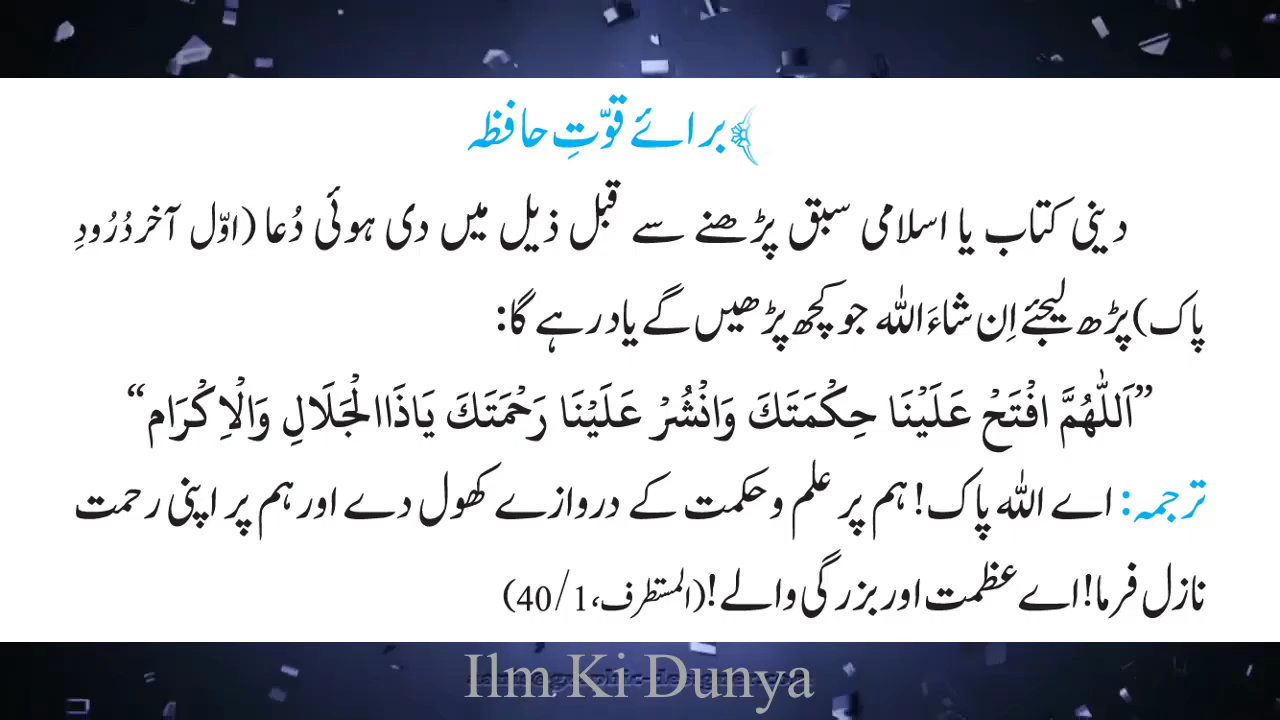 برائے قوّتِ حافظہ
دینی کتاب یا اسلامی سبق پڑھنے سے قبل ذیل میں دی ہوئی دُعا (اوّل آخر دُرُودِ
پاک) پڑھ لیجئے اِن شاءَ اللہ جو کچھ پڑھیں گے یاد رہے گا:
”اَللّٰهُمَّ افْتَحْ عَلَيْنَا حِكْمَتَكَ وَانْشُرْ عَلَيْنَا رَحْمَتَكَ يَاذَاالْجَلَالِ وَالْاِكْرَام“
ترجمہ: اے اللہ پاک! ہم پر علم و حکمت کے دروازے کھول دے اور ہم پر اپنی رحمت
نازل فرما! اے عظمت اور بزرگی والے! (المستطرف، 1/40)
Ilm Ki Dunya